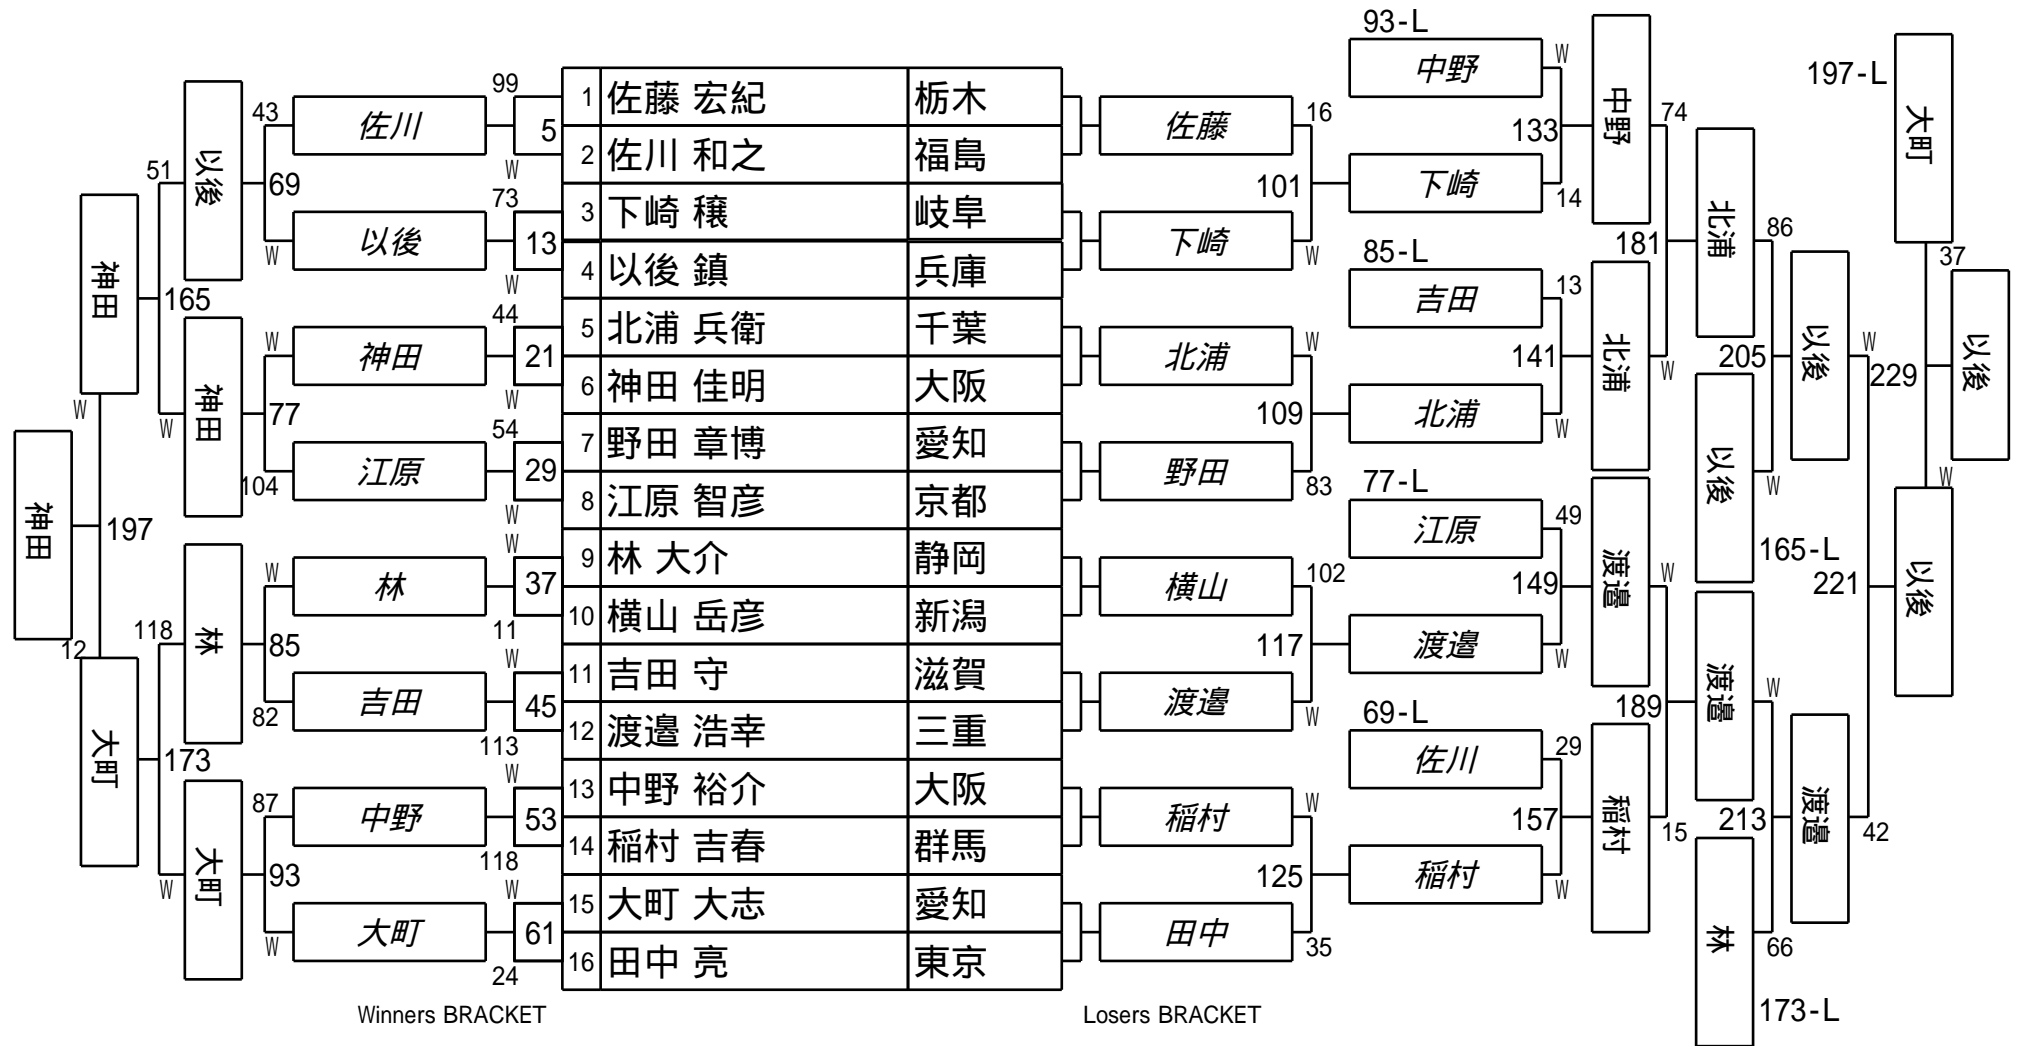 93-L
197-L
大町
中野
W
99
1 佐藤 宏紀 栃木
43
佐川
5
佐藤
16
中野
74
以後
2 佐川 和之 福島
W
133
51
69
73
3 下崎 穣 岐阜
101
下崎
14
北浦
86
以後
13
下崎
W
W
181
37
神田
4 以後 鎮 兵庫
W
85-L
165
44
5 北浦 兵衛 千葉
吉田
13
北浦
以後
以後
W
神田
21
北浦
W
141
205
W
229
神田
6 神田 佳明 大阪
W
W
以後
77
109
北浦
W
W
W
54
7 野田 章博 愛知
江原
29
野田
83
77-L
W
W
104
8 江原 智彦 京都
W
江原
49
渡邉
神田
197
W
9 林 大介 静岡
165-L
林
W
林
37
横山
102
149
W
221
以後
118
85
10 横山 岳彦 新潟
11
117
渡邉
W
渡邉
W
12
大町
W
11 吉田 守 滋賀
82
吉田
45
渡邉
W
69-L
189
173
12 渡邉 浩幸 三重
113
佐川
29
稲村
渡邉
大町
W
13 中野 裕介 大阪
87
中野
53
稲村
W
157
15
213
42
W
14 稲村 吉春 群馬
118
93
125
稲村
W
林
W
15 大町 大志 愛知
W
大町
61
田中
35
66
24
16 田中 亮 東京
173-L
Winners BRACKET
Losers BRACKET